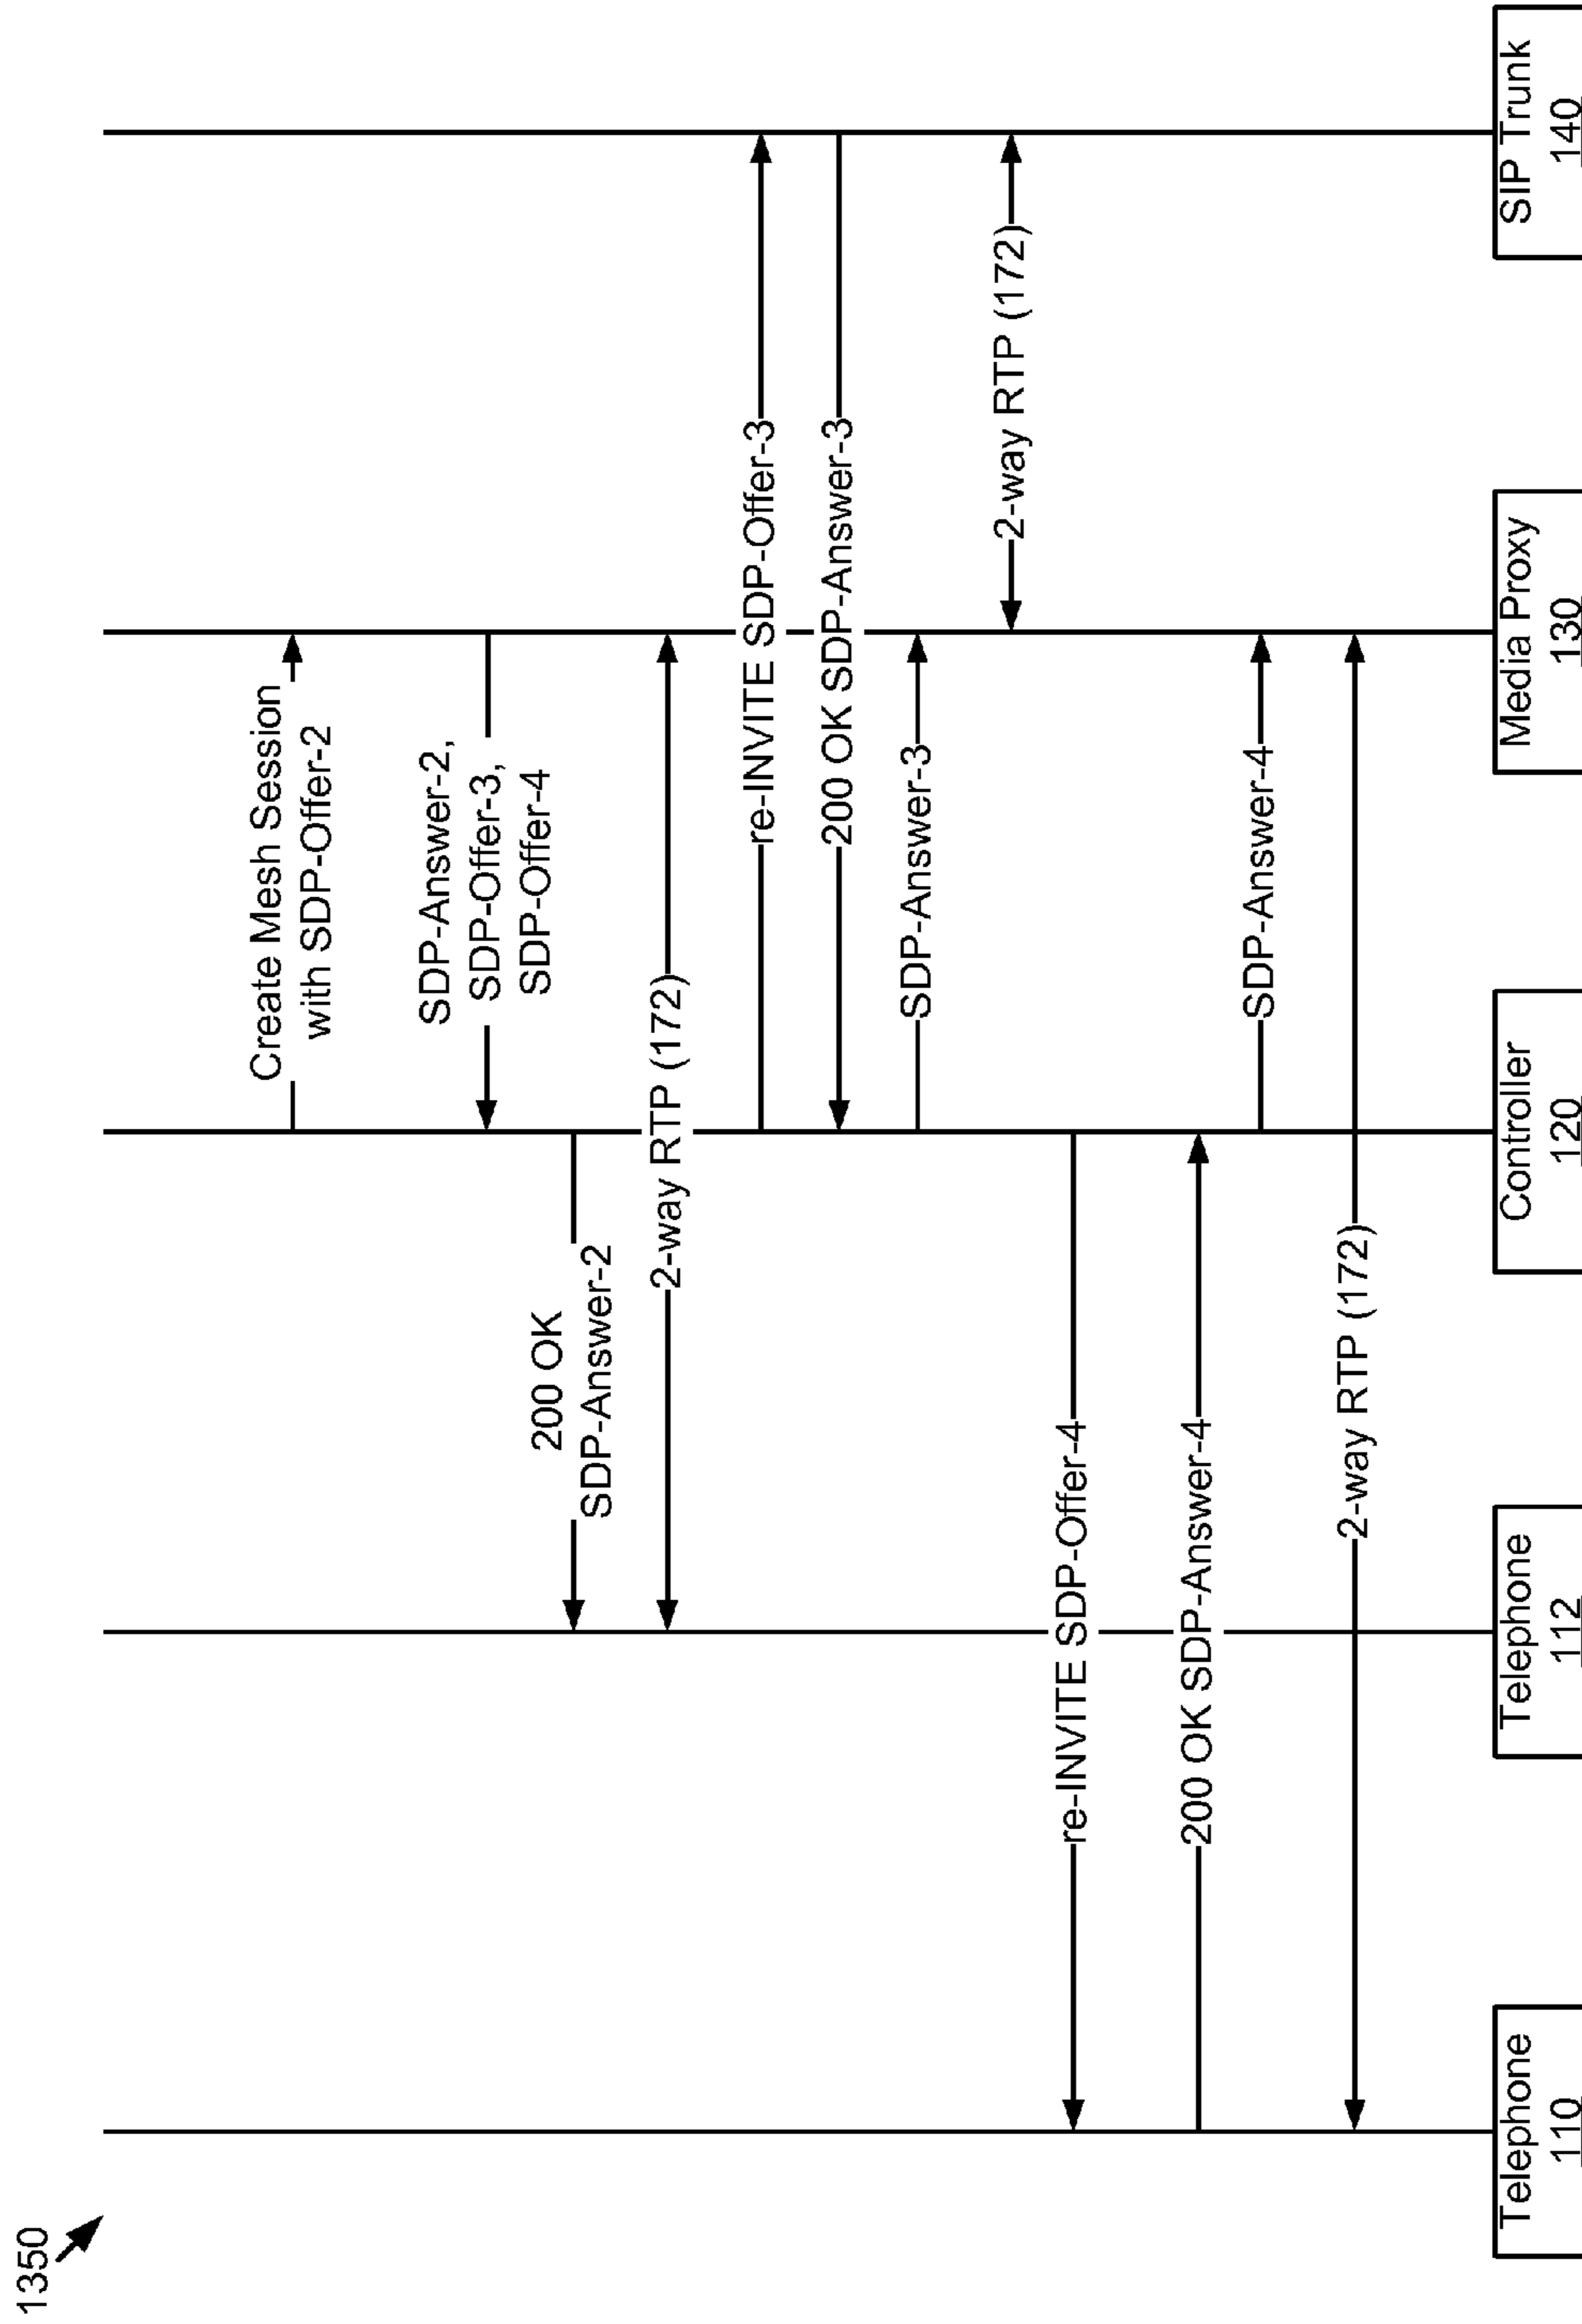 1350
Create Mesh Session
with SDP-Offer-2
SDP-Answer-2,
SDP-Offer-3,
SDP-Offer-4
200 OK
SDP-Answer-2
2-way RTP (172)
re-INVITE SDP-Offer-3
200 OK SDP-Answer-3
SDP-Answer-3
2-way RTP (172)
re-INVITE SDP-Offer-4
200 OK SDP-Answer-4
SDP-Answer-4
2-way RTP (172)
Telephone
110
Telephone
112
Controller
120
Media Proxy
130
SIP Trunk
140